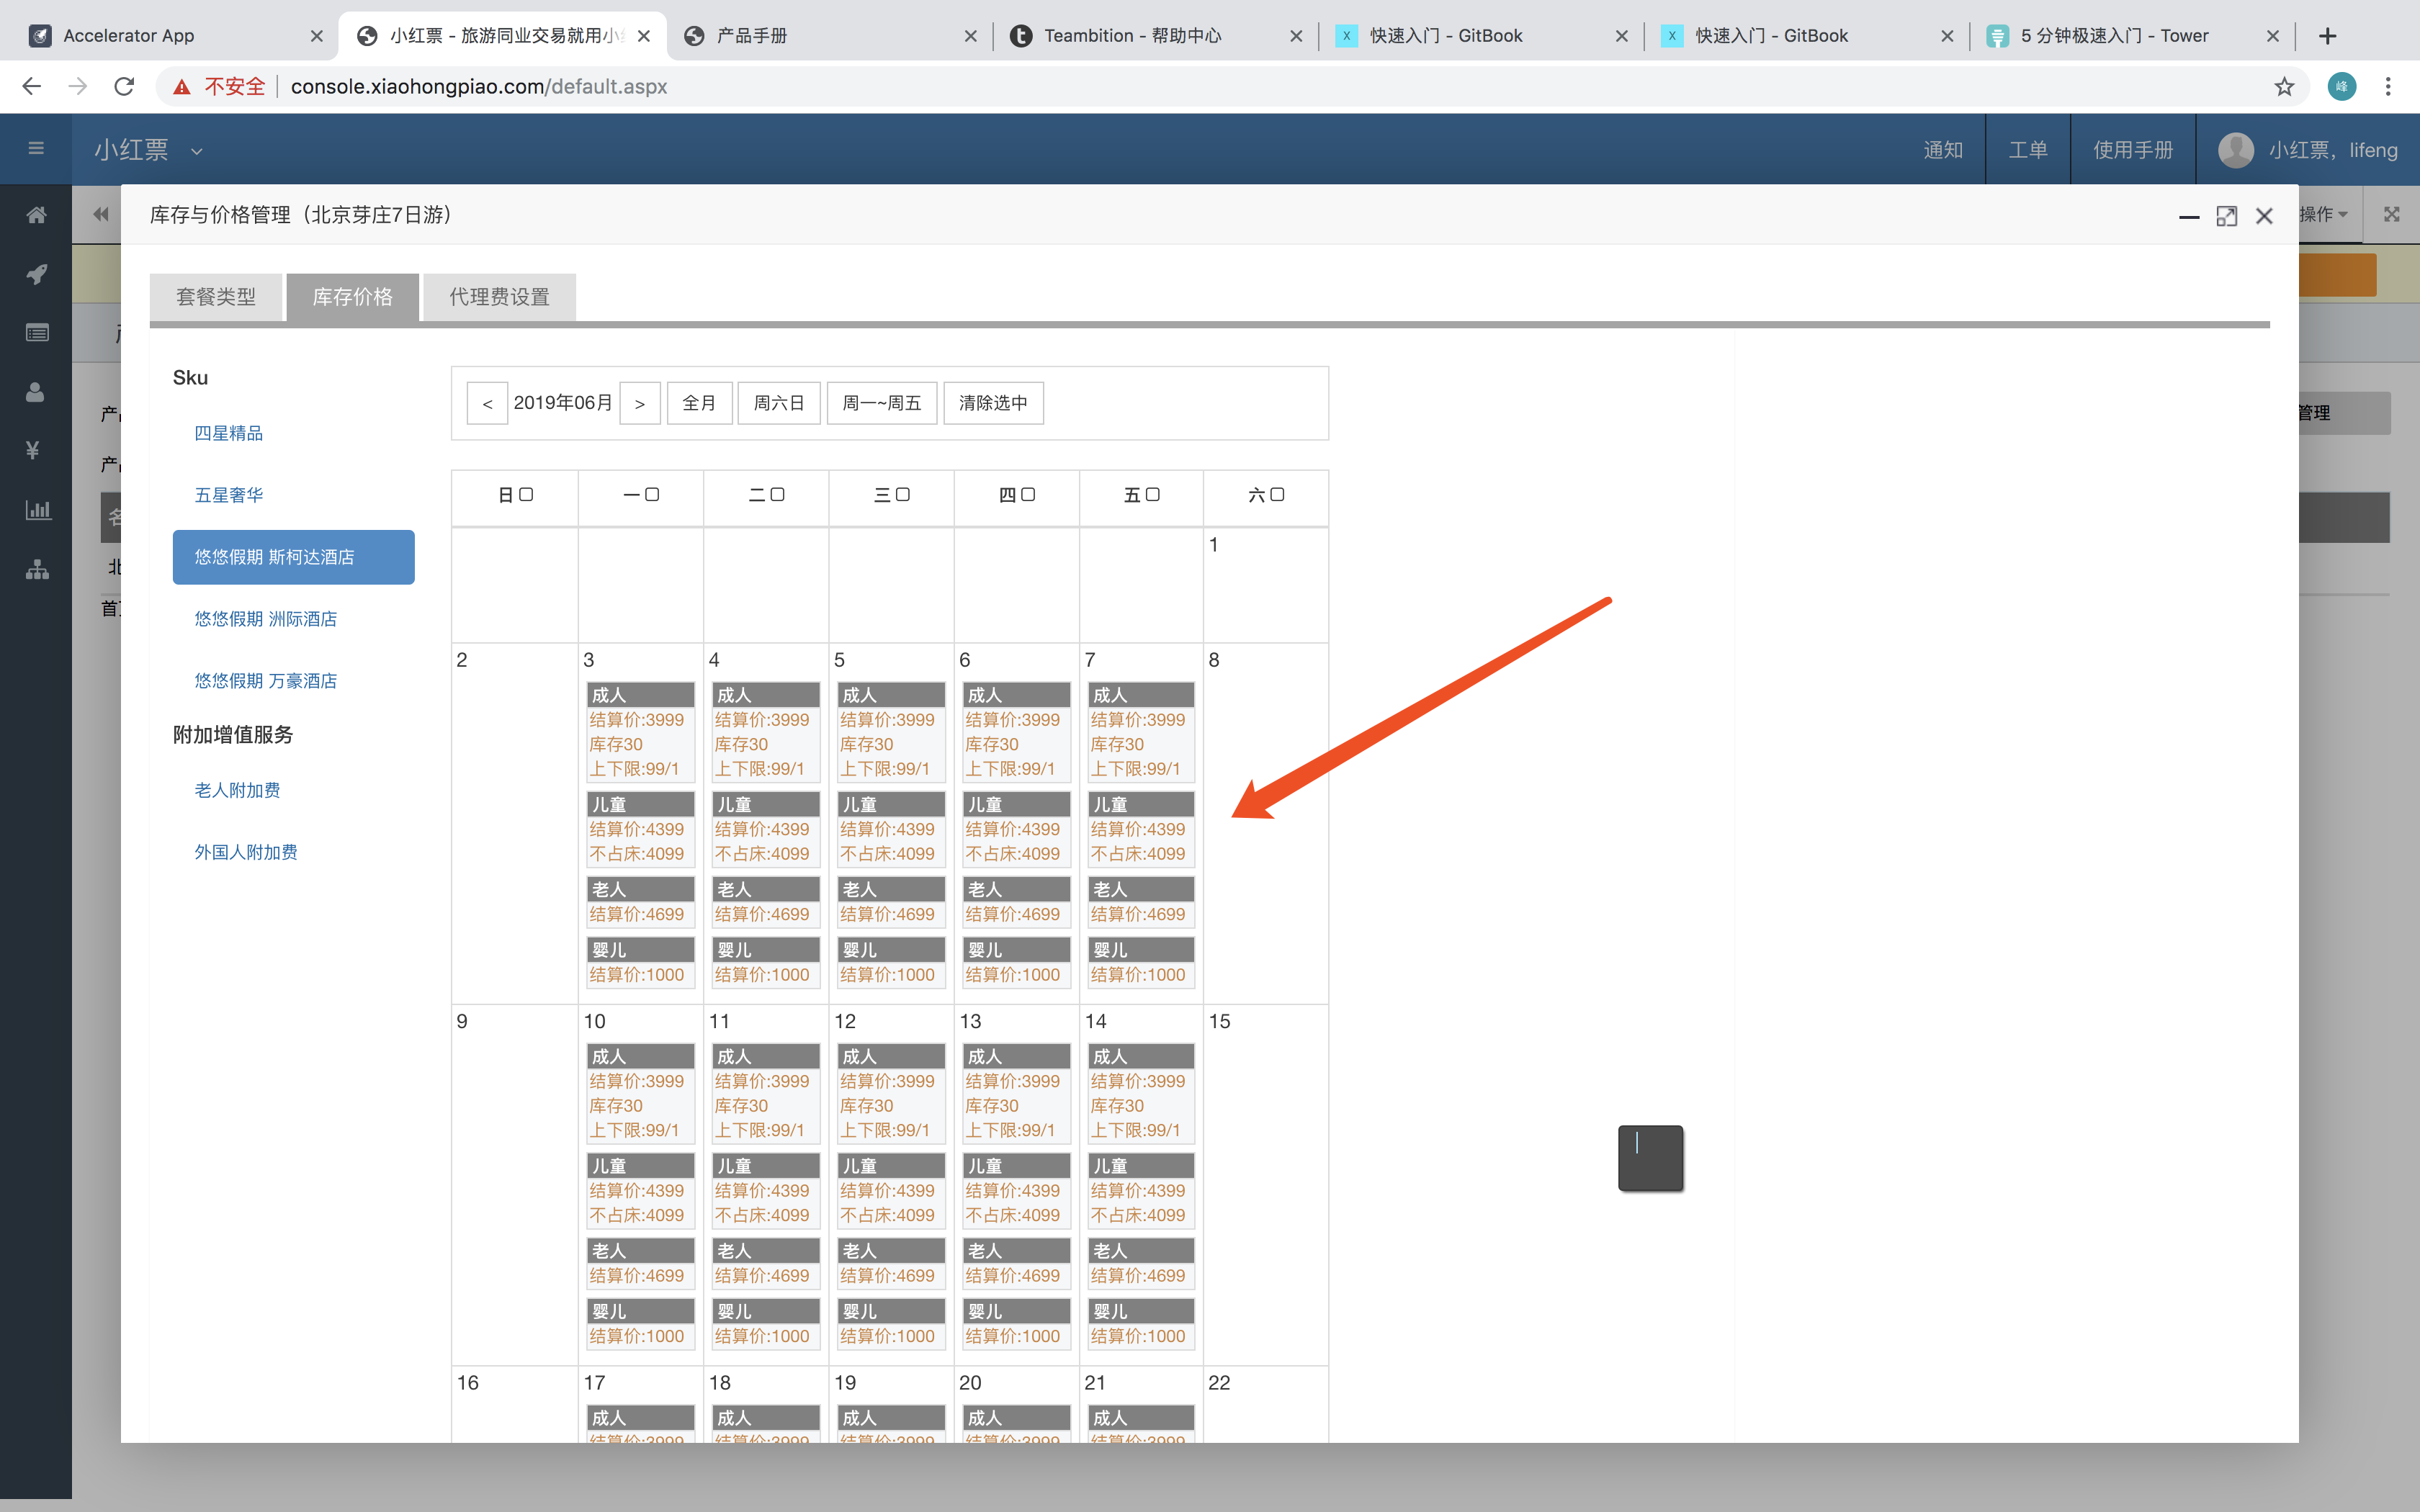 Accelerator App
小红票 - 旅游同业交易就用小
产品手册
Teambition - 帮助中心
快速入门 - GitBook
快速入门 - GitBook
5 分钟极速入门 - Tower
不安全
console.xiaohongpiao.com/default.aspx
小红票
通知
工单
使用手册
小红票，lifeng
操作
库存与价格管理（北京芽庄7日游）
套餐类型
库存价格
代理费设置
管理
Sku
四星精品
五星奢华
悠悠假期 斯柯达酒店
悠悠假期 洲际酒店
悠悠假期 万豪酒店
附加增值服务
老人附加费
外国人附加费
< 2019年06月 > 全月 周六日 周一~周五 清除选中
日 一 二 三 四 五 六
1
2 3 4 5 6 7 8
成人 成人 成人 成人 成人
结算价:3999 结算价:3999 结算价:3999 结算价:3999 结算价:3999
库存30 库存30 库存30 库存30 库存30
上下限:99/1 上下限:99/1 上下限:99/1 上下限:99/1 上下限:99/1
儿童 儿童 儿童 儿童 儿童
结算价:4399 结算价:4399 结算价:4399 结算价:4399 结算价:4399
不占床:4099 不占床:4099 不占床:4099 不占床:4099 不占床:4099
老人 老人 老人 老人 老人
结算价:4699 结算价:4699 结算价:4699 结算价:4699 结算价:4699
婴儿 婴儿 婴儿 婴儿 婴儿
结算价:1000 结算价:1000 结算价:1000 结算价:1000 结算价:1000
9 10 11 12 13 14 15
成人 成人 成人 成人 成人
结算价:3999 结算价:3999 结算价:3999 结算价:3999 结算价:3999
库存30 库存30 库存30 库存30 库存30
上下限:99/1 上下限:99/1 上下限:99/1 上下限:99/1 上下限:99/1
儿童 儿童 儿童 儿童 儿童
结算价:4399 结算价:4399 结算价:4399 结算价:4399 结算价:4399
不占床:4099 不占床:4099 不占床:4099 不占床:4099 不占床:4099
老人 老人 老人 老人 老人
结算价:4699 结算价:4699 结算价:4699 结算价:4699 结算价:4699
婴儿 婴儿 婴儿 婴儿 婴儿
结算价:1000 结算价:1000 结算价:1000 结算价:1000 结算价:1000
16 17 18 19 20 21 22
成人 成人 成人 成人 成人
结算价:3999 结算价:3999 结算价:3999 结算价:3999 结算价:3999